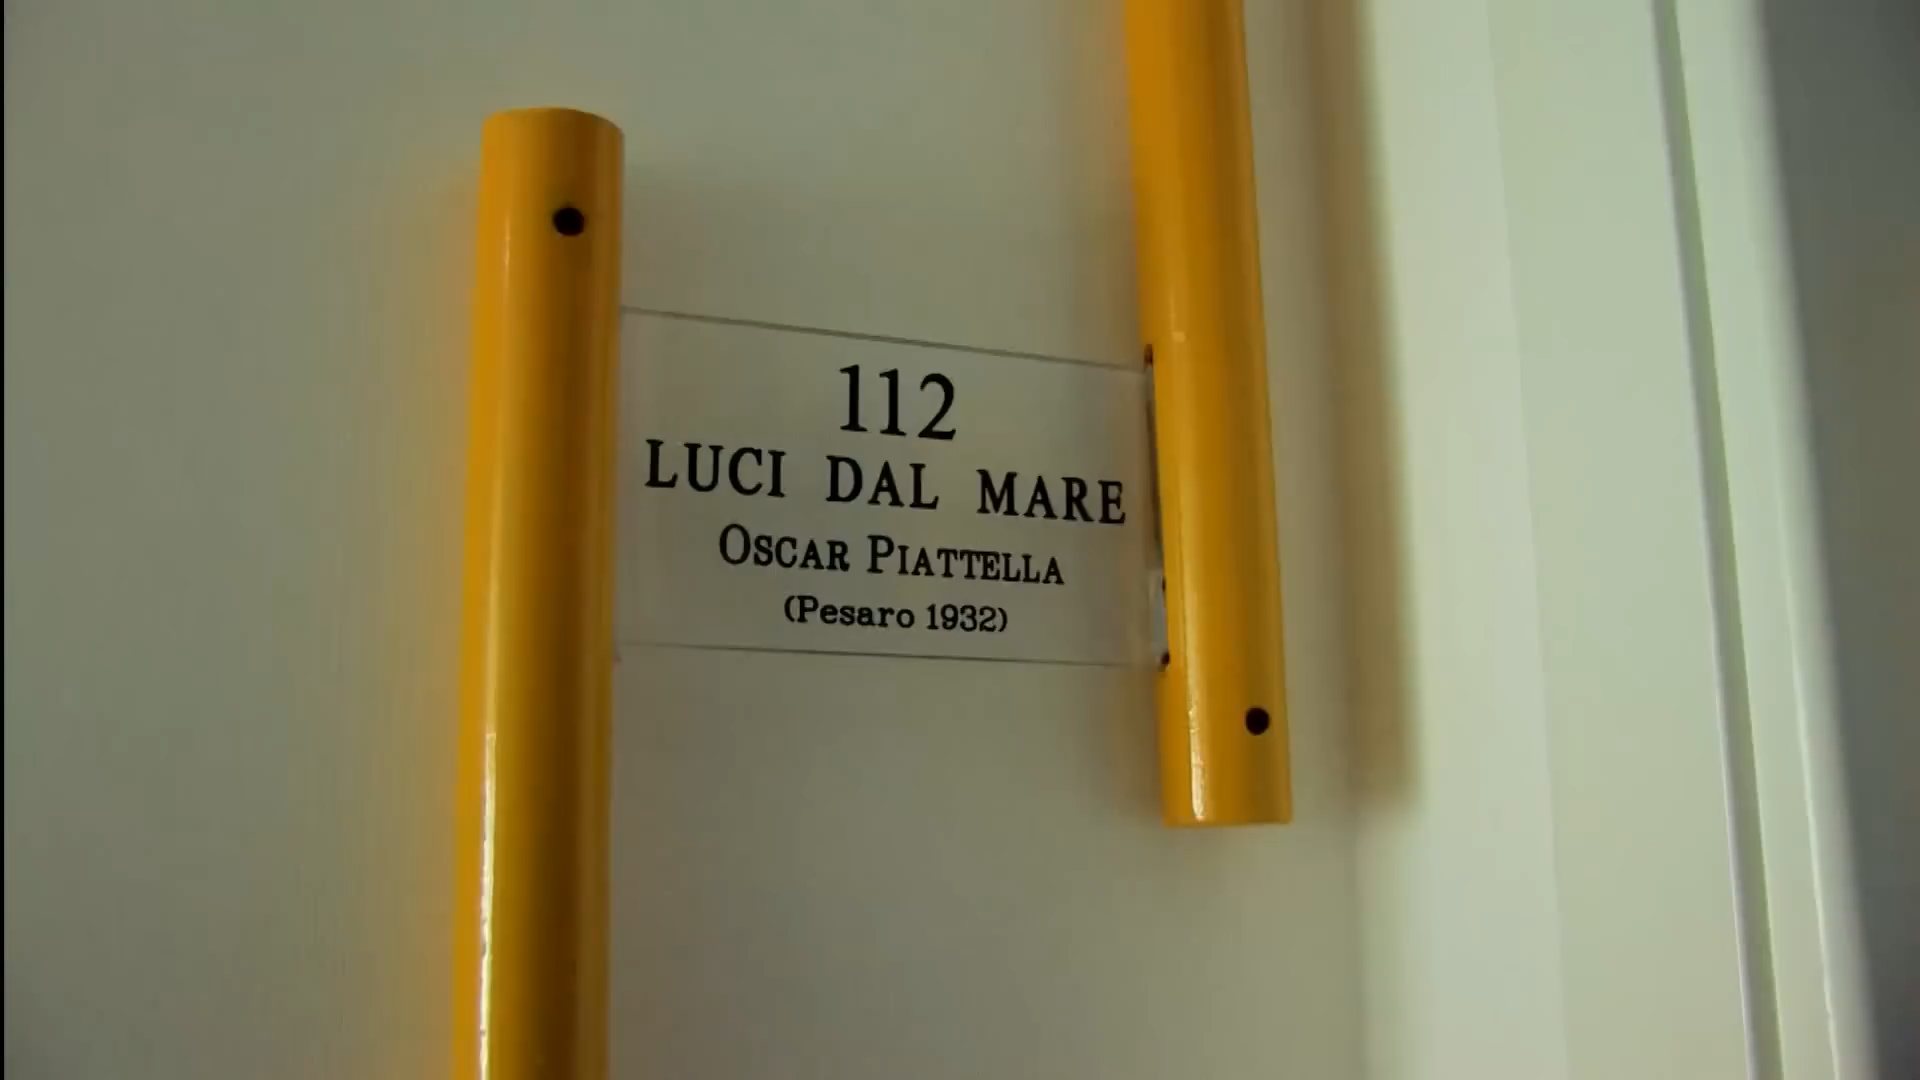 112
LUCI DAL MARE
OSCAR PIATTELLA
(Pesaro 1932)